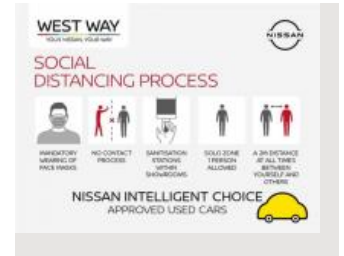 WEST WAY
YOUR NISSAN, YOUR WAY
NISSAN
SOCIAL
DISTANCING PROCESS
MANDATORY
WEARING OF
FACE MASKS
NO CONTACT
PROCESS
SANITISATION
STATIONS
WITHIN
SHOWROOMS
SOLO ZONE
1 PERSON
ALLOWED
A 2M DISTANCE
AT ALL TIMES
BETWEEN
YOURSELF AND
OTHERS
NISSAN INTELLIGENT CHOICE
APPROVED USED CARS